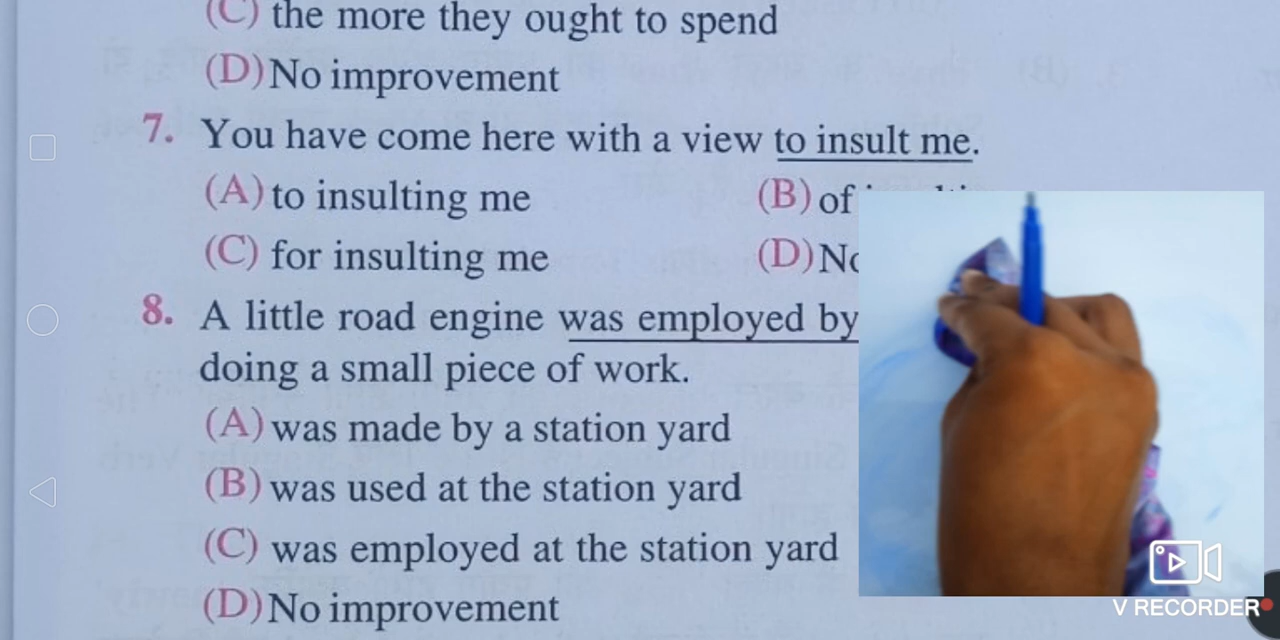 (C) the more they ought to spend
(D) No improvement
7. You have come here with a view to insult me.
(A) to insulting me (B) of
(C) for insulting me (D)
8. A little road engine was employed by
doing a small piece of work.
(A) was made by a station yard
(B) was used at the station yard
(C) was employed at the station yard
(D) No improvement
V RECORDER